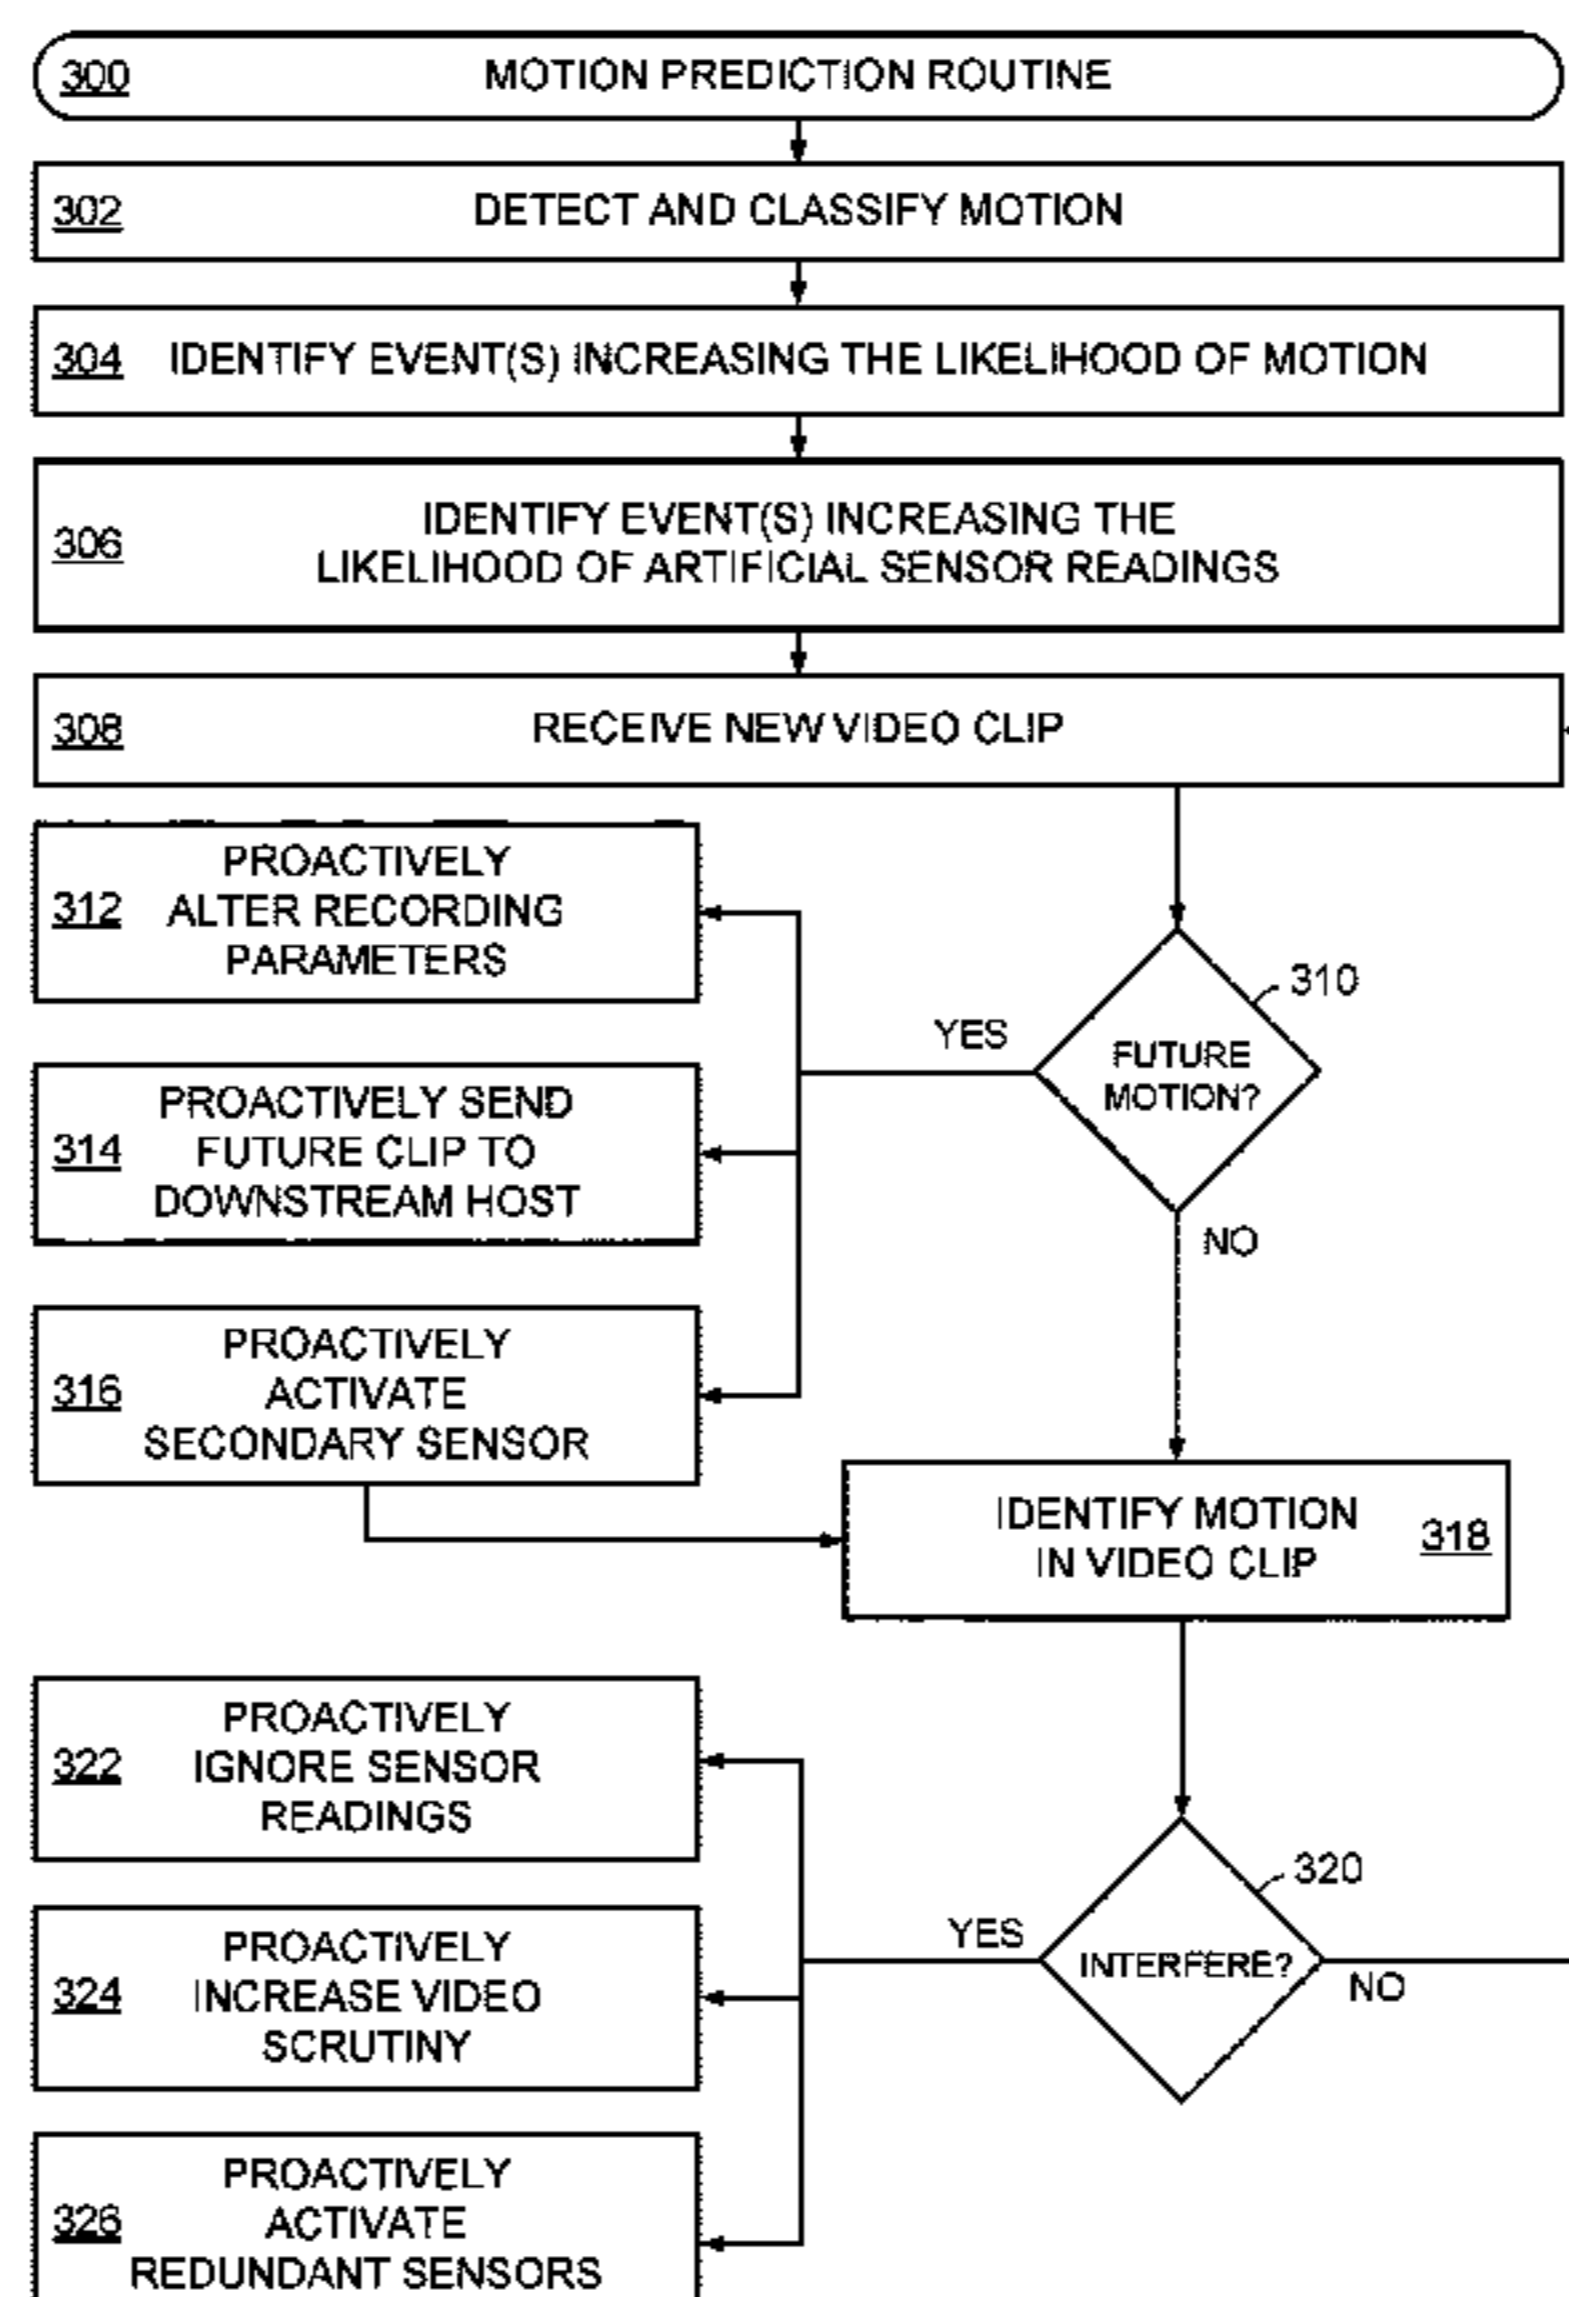 300 MOTION PREDICTION ROUTINE
302 DETECT AND CLASSIFY MOTION
304 IDENTIFY EVENT(S) INCREASING THE LIKELIHOOD OF MOTION
306 IDENTIFY EVENT(S) INCREASING THE
LIKELIHOOD OF ARTIFICIAL SENSOR READINGS
308 RECEIVE NEW VIDEO CLIP
PROACTIVELY
312 ALTER RECORDING
PARAMETERS
310
YES
FUTURE
MOTION?
NO
PROACTIVELY SEND
314 FUTURE CLIP TO
DOWNSTREAM HOST
PROACTIVELY
316 ACTIVATE
SECONDARY SENSOR
IDENTIFY MOTION
318
IN VIDEO CLIP
PROACTIVELY
322 IGNORE SENSOR
READINGS
320
YES
INTERFERE?
NO
PROACTIVELY
324 INCREASE VIDEO
SCRUTINY
PROACTIVELY
326 ACTIVATE
REDUNDANT SENSORS